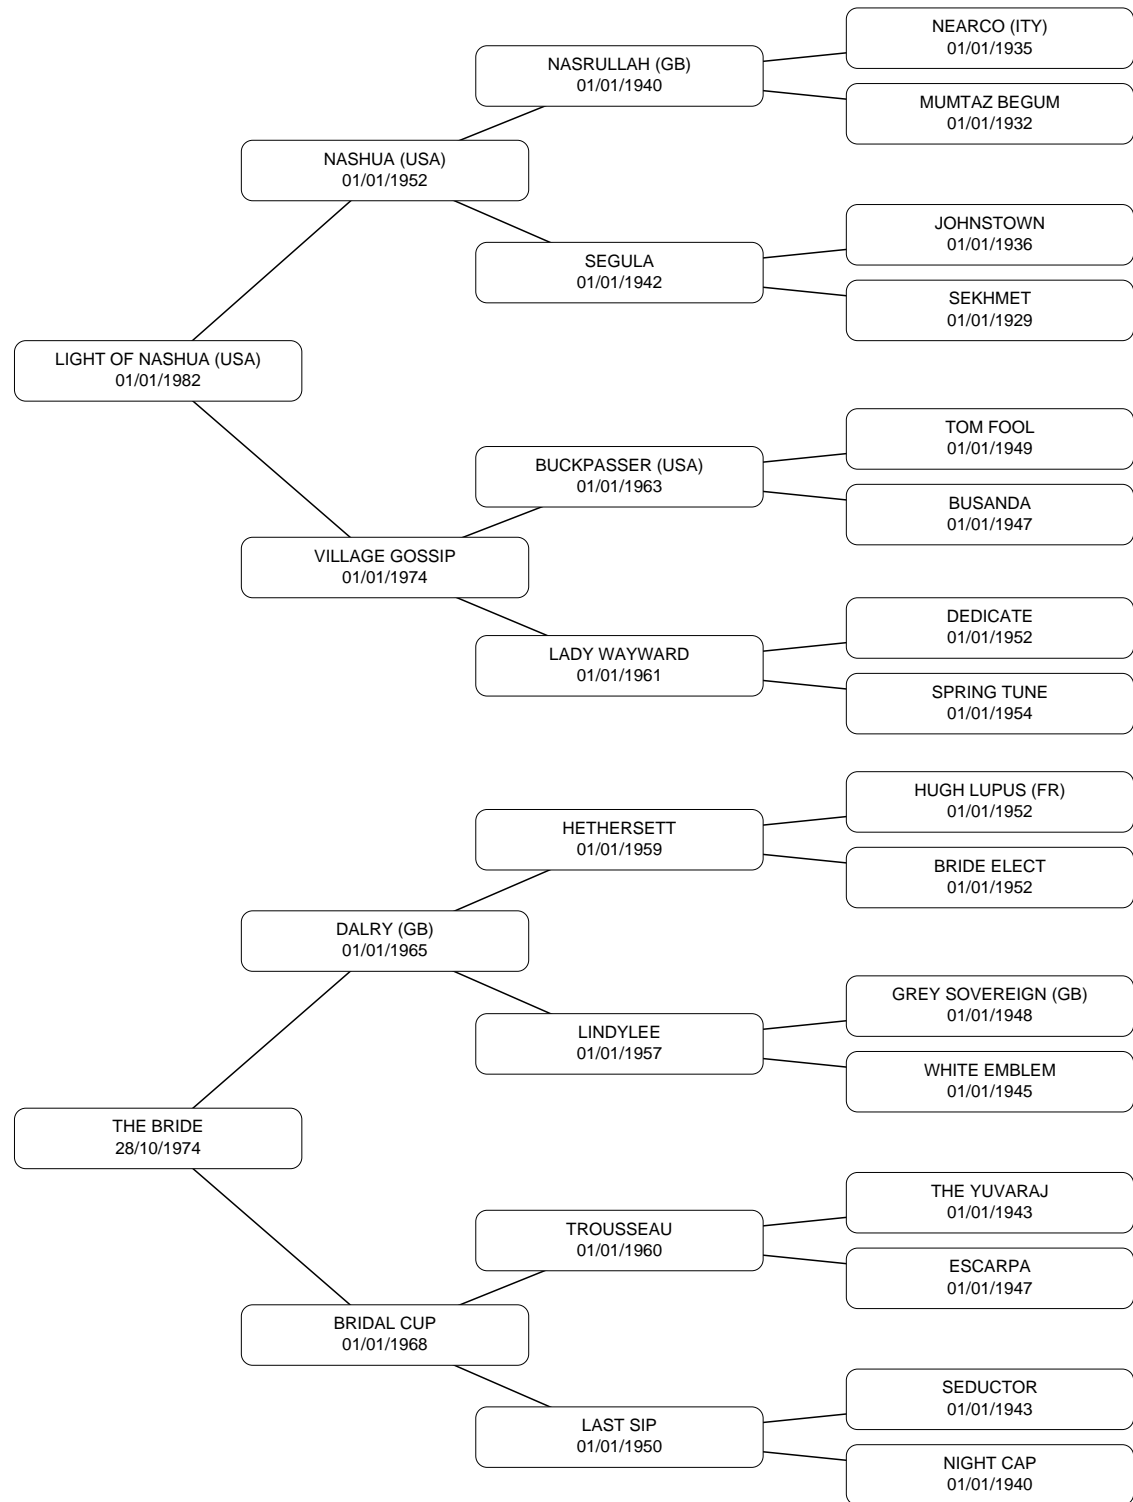 NEARCO (ITY)
01/01/1935
NASRULLAH (GB)
01/01/1940
MUMTAZ BEGUM
01/01/1932
NASHUA (USA)
01/01/1952
JOHNSTOWN
01/01/1936
SEGULA
01/01/1942
SEKHMET
01/01/1929
LIGHT OF NASHUA (USA)
01/01/1982
TOM FOOL
01/01/1949
BUCKPASSER (USA)
01/01/1963
BUSANDA
01/01/1947
VILLAGE GOSSIP
01/01/1974
DEDICATE
01/01/1952
LADY WAYWARD
01/01/1961
SPRING TUNE
01/01/1954
HUGH LUPUS (FR)
01/01/1952
HETHERSETT
01/01/1959
BRIDE ELECT
01/01/1952
DALRY (GB)
01/01/1965
GREY SOVEREIGN (GB)
01/01/1948
LINDYLEE
01/01/1957
WHITE EMBLEM
01/01/1945
THE BRIDE
28/10/1974
THE YUVARAJ
01/01/1943
TROUSSEAU
01/01/1960
ESCARPA
01/01/1947
BRIDAL CUP
01/01/1968
SEDUCTOR
01/01/1943
LAST SIP
01/01/1950
NIGHT CAP
01/01/1940